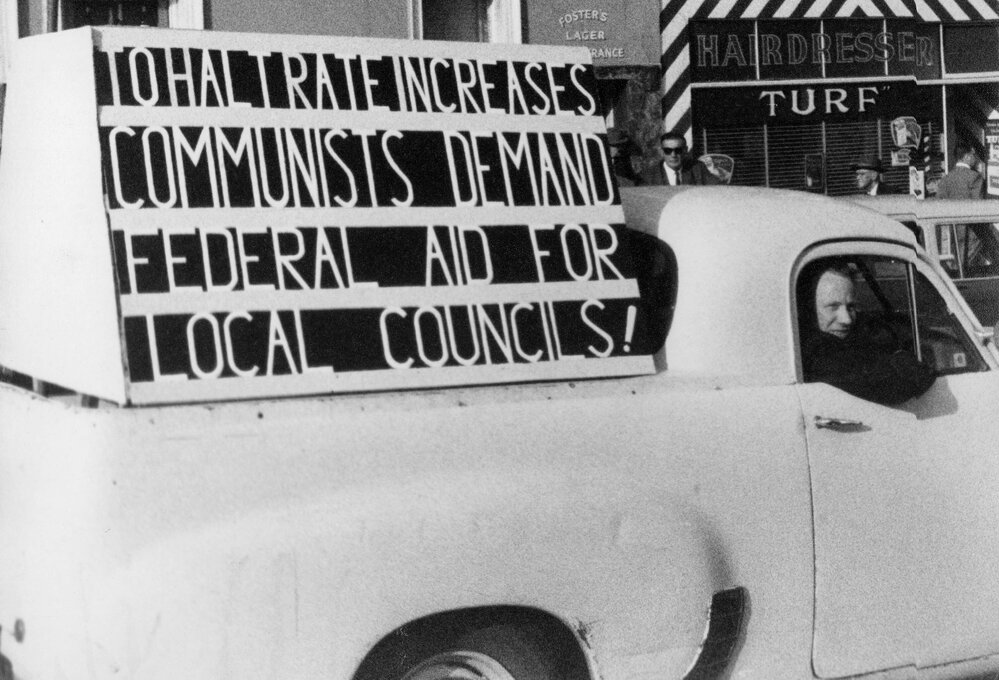 TO HALT RATE INCREASES
COMMUNISTS DEMAND
FEDERAL AID FOR
LOCAL COUNCILS!
FOSTER'S
LAGER
HAIRDRESSER
TURF